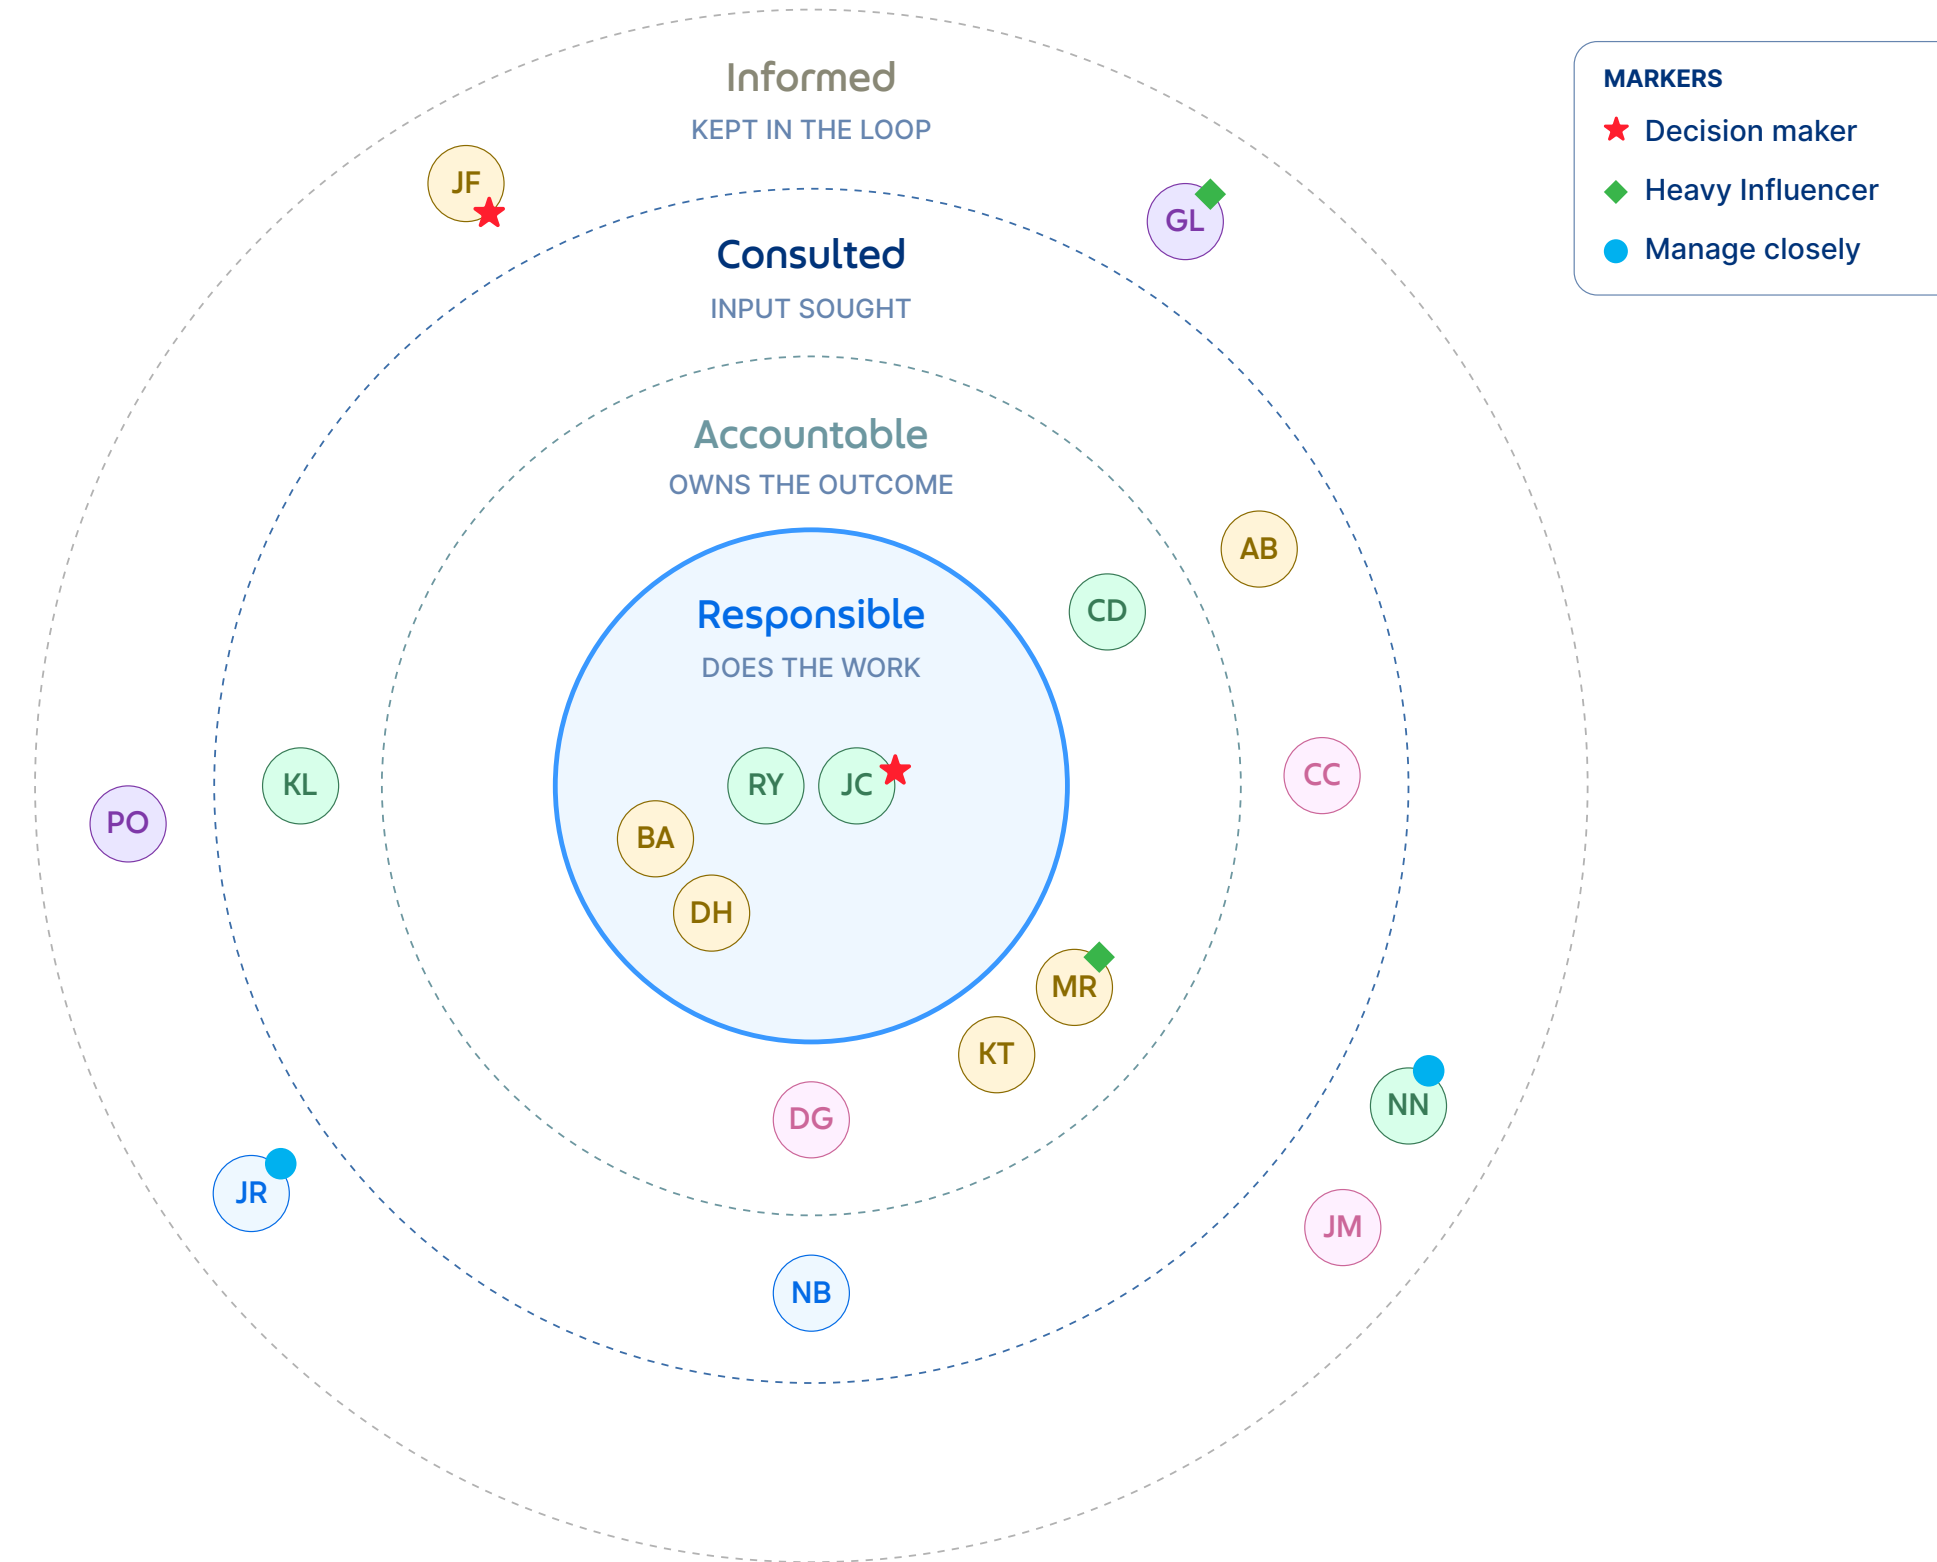 Informed
KEPT IN THE LOOP
MARKERS
Decision maker
Heavy Influencer
Manage closely
JF
GL
Consulted
INPUT SOUGHT
Accountable
OWNS THE OUTCOME
AB
CD
Responsible
DOES THE WORK
KL
RY
JC
CC
PO
BA
DH
MR
KT
DG
NN
JR
JM
NB